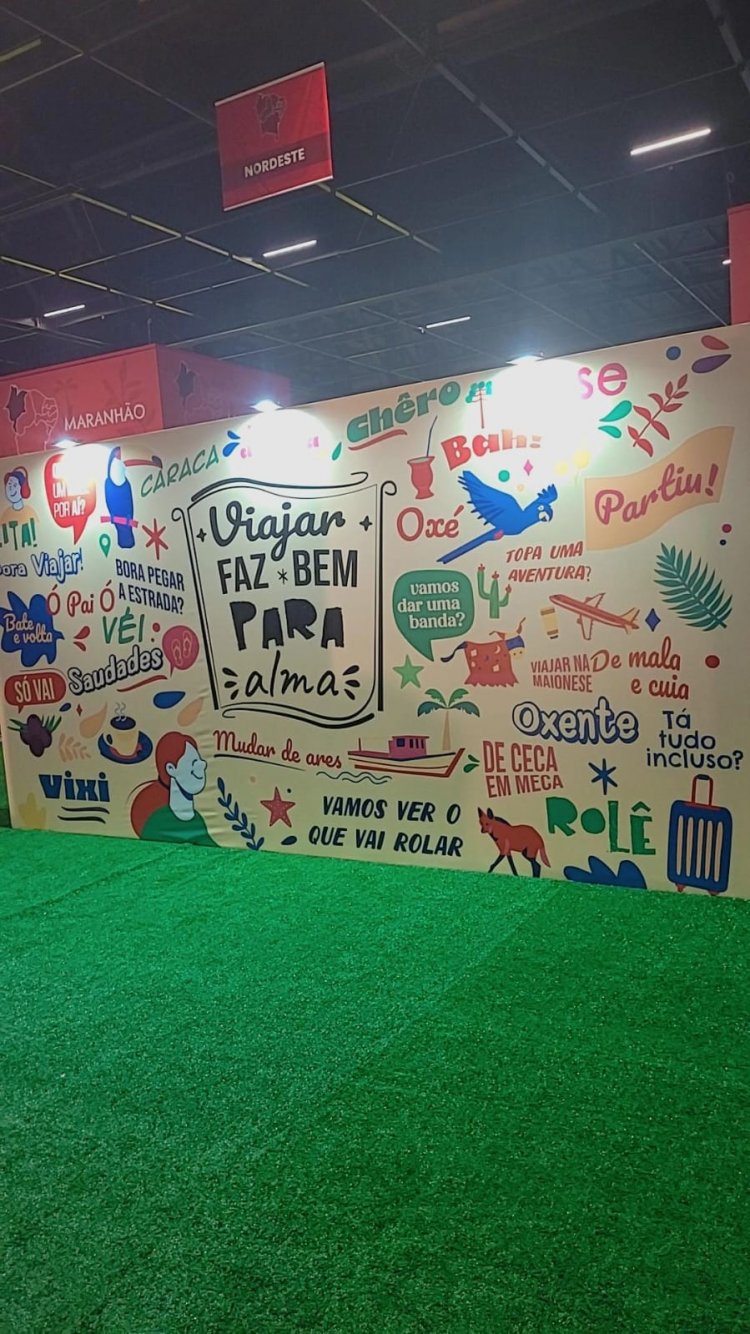 NORDESTE
MARANHÃO
CARACA
Chêro
Bah!
Oxé
Partiu!
POR AÍ?
Viajar!
BORA PEGAR
A ESTRADA?
Ó Pai Ó
VÉI!
Bate
e volta
SÓ VAI
Saudades
Vixi
Viajar
FAZ * BEM
PARA
alma
Mudar de ares
VAMOS VER O
QUE VAI ROLAR
TOPA UMA
AVENTURA?
vamos
dar uma
banda?
VIAJAR NA
MAIONESE
De mala
e cuia
Oxente
Tá
tudo
incluso?
DE CECA
EM MECA
ROLÊ